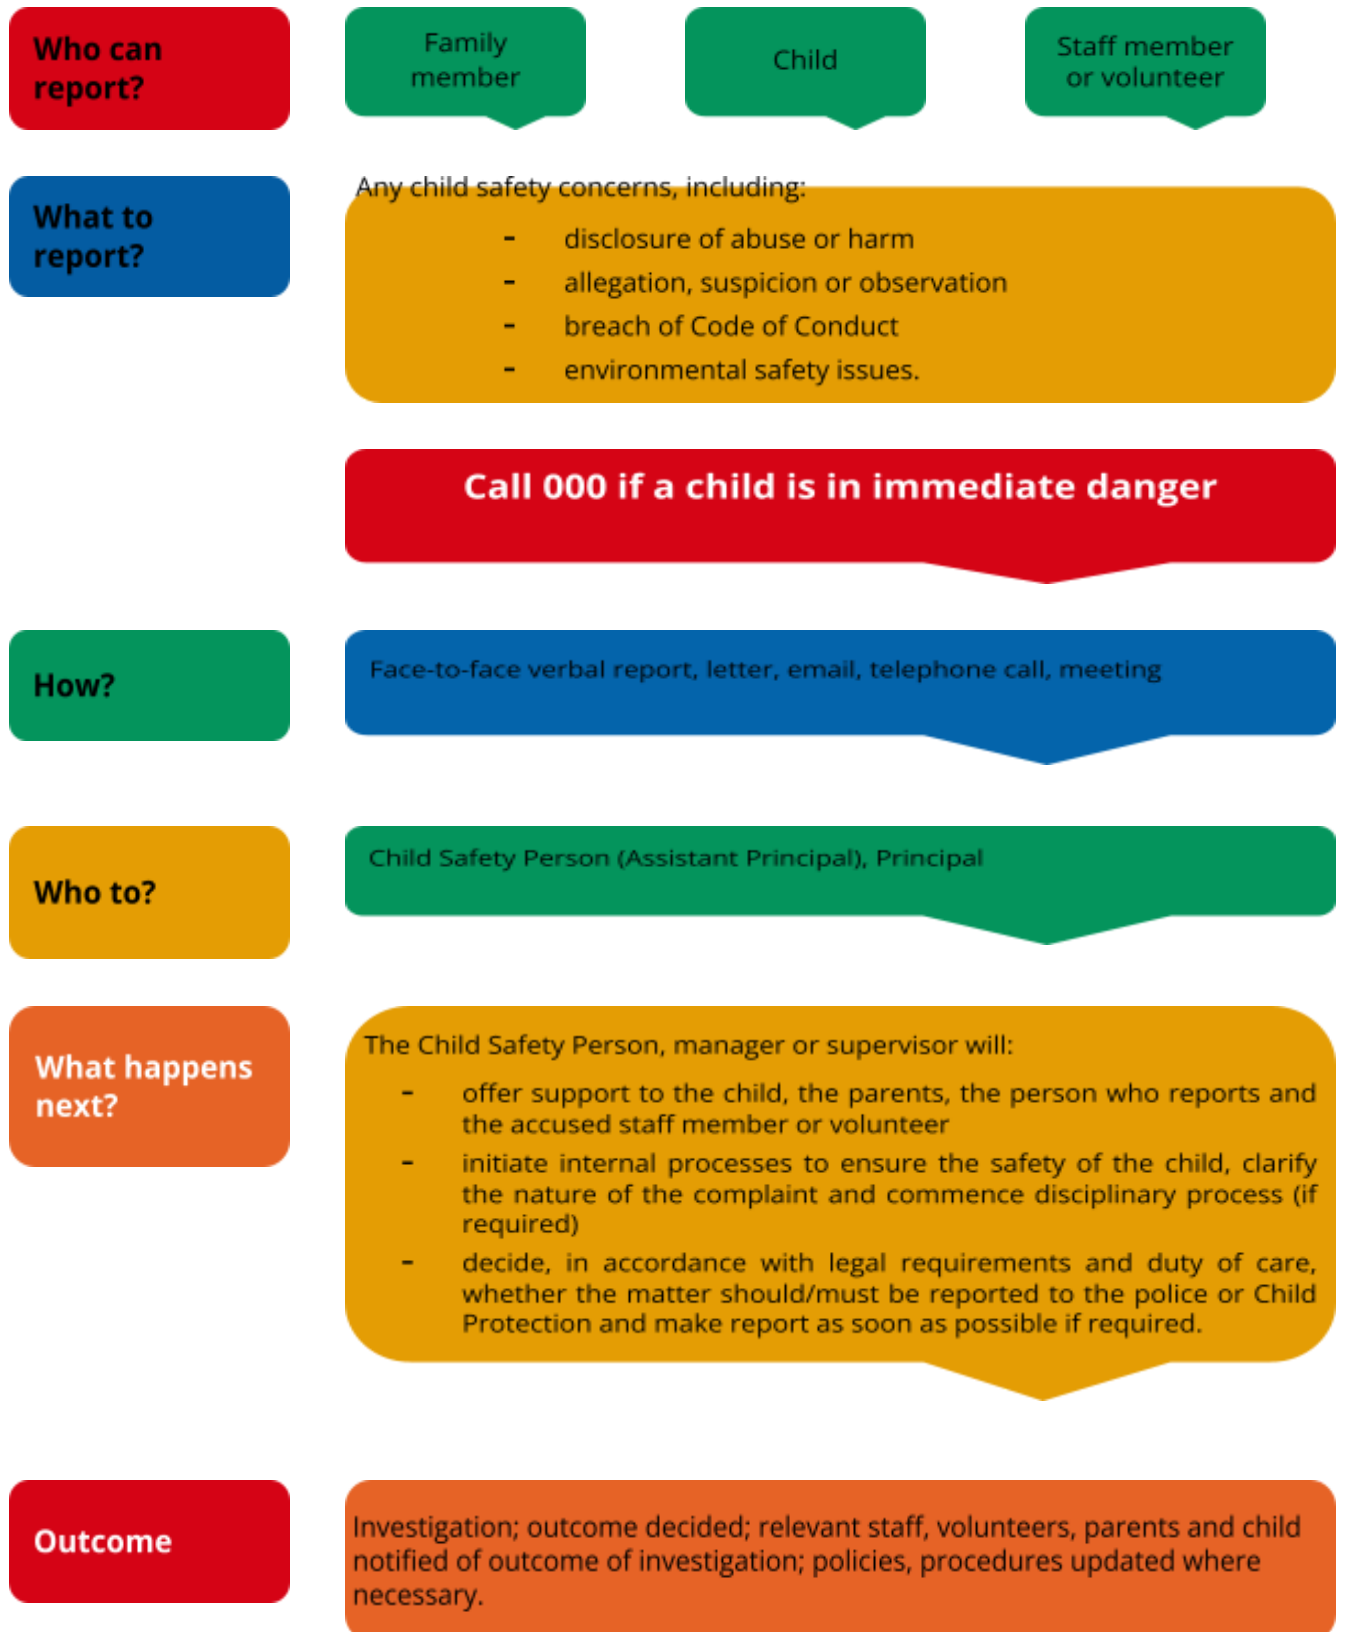 Who can
report?
Family
member
Child
Staff member
or volunteer
What to
report?
Any child safety concerns, including:
- disclosure of abuse or harm
- allegation, suspicion or observation
- breach of Code of Conduct
- environmental safety issues.
Call 000 if a child is in immediate danger
How?
Face-to-face verbal report, letter, email, telephone call, meeting
Who to?
Child Safety Person (Assistant Principal), Principal
What happens
next?
The Child Safety Person, manager or supervisor will:
- offer support to the child, the parents, the person who reports and
the accused staff member or volunteer
- initiate internal processes to ensure the safety of the child, clarify
the nature of the complaint and commence disciplinary process (if
required)
- decide, in accordance with legal requirements and duty of care,
whether the matter should/must be reported to the police or Child
Protection and make report as soon as possible if required.
Outcome
Investigation; outcome decided; relevant staff, volunteers, parents and child
notified of outcome of investigation; policies, procedures updated where
necessary.